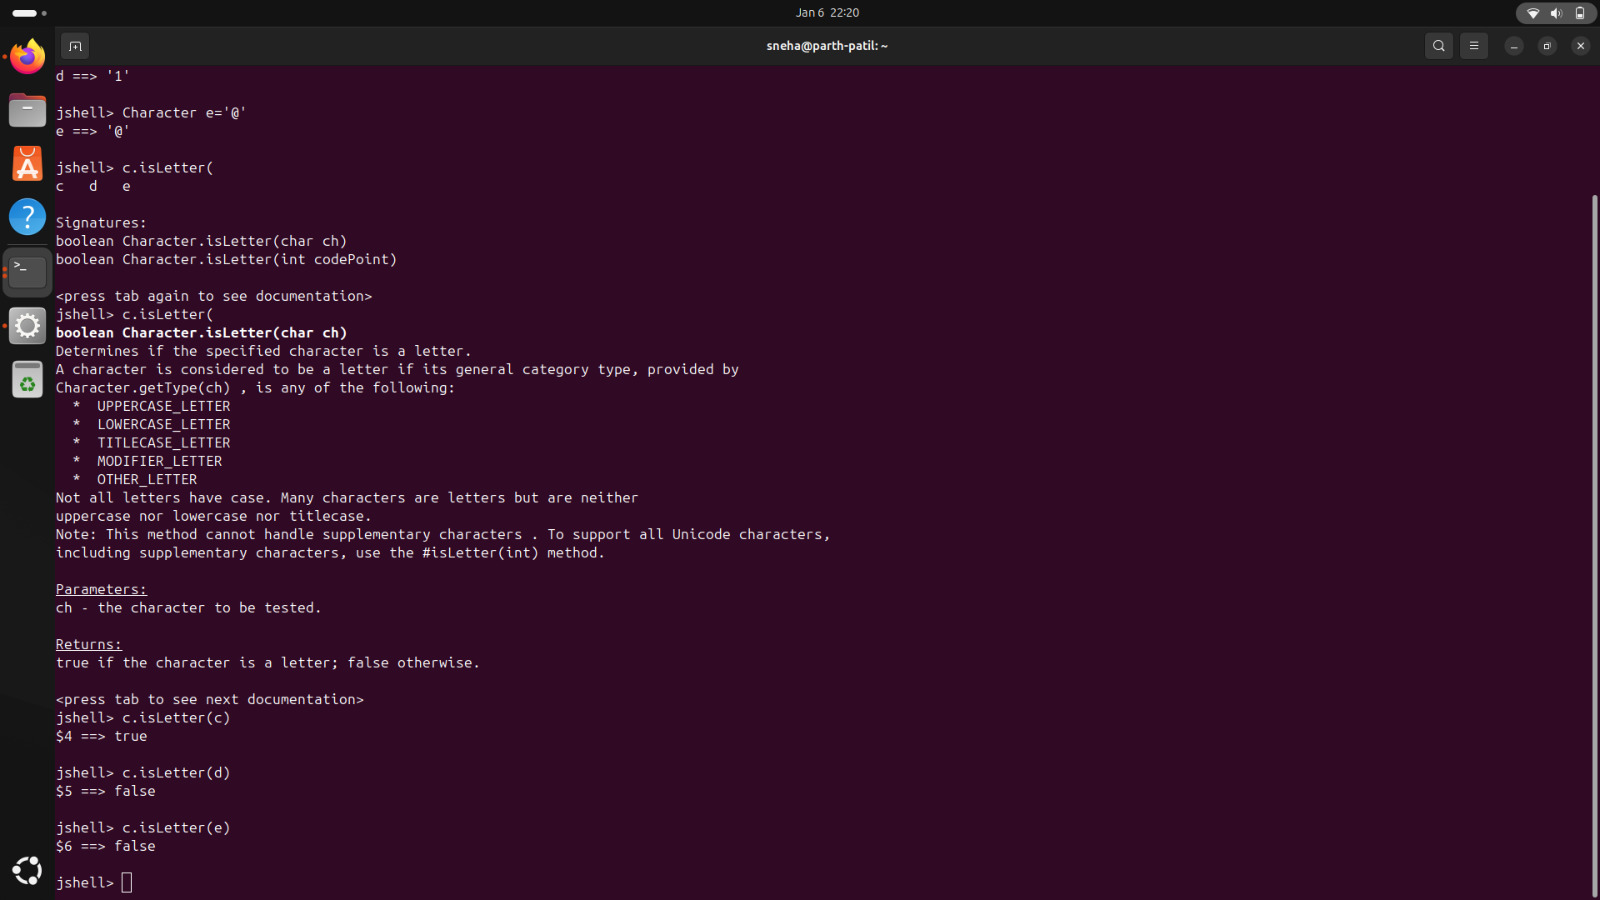 Jan 6 22:20
sneha@parth-patil: ~
d ==> '1'
jshell> Character e='@'
e ==> '@'
jshell> c.isLetter(
c d e
Signatures:
boolean Character.isLetter(char ch)
boolean Character.isLetter(int codePoint)
<press tab again to see documentation>
jshell> c.isLetter(
boolean Character.isLetter(char ch)
Determines if the specified character is a letter.
A character is considered to be a letter if its general category type, provided by
Character.getType(ch) , is any of the following:
* UPPERCASE_LETTER
* LOWERCASE_LETTER
* TITLECASE_LETTER
* MODIFIER_LETTER
* OTHER_LETTER
Not all letters have case. Many characters are letters but are neither
uppercase nor lowercase nor titlecase.
Note: This method cannot handle supplementary characters . To support all Unicode characters,
including supplementary characters, use the #isLetter(int) method.
Parameters:
ch - the character to be tested.
Returns:
true if the character is a letter; false otherwise.
<press tab to see next documentation>
jshell> c.isLetter(c)
$4 ==> true
jshell> c.isLetter(d)
$5 ==> false
jshell> c.isLetter(e)
$6 ==> false
jshell>